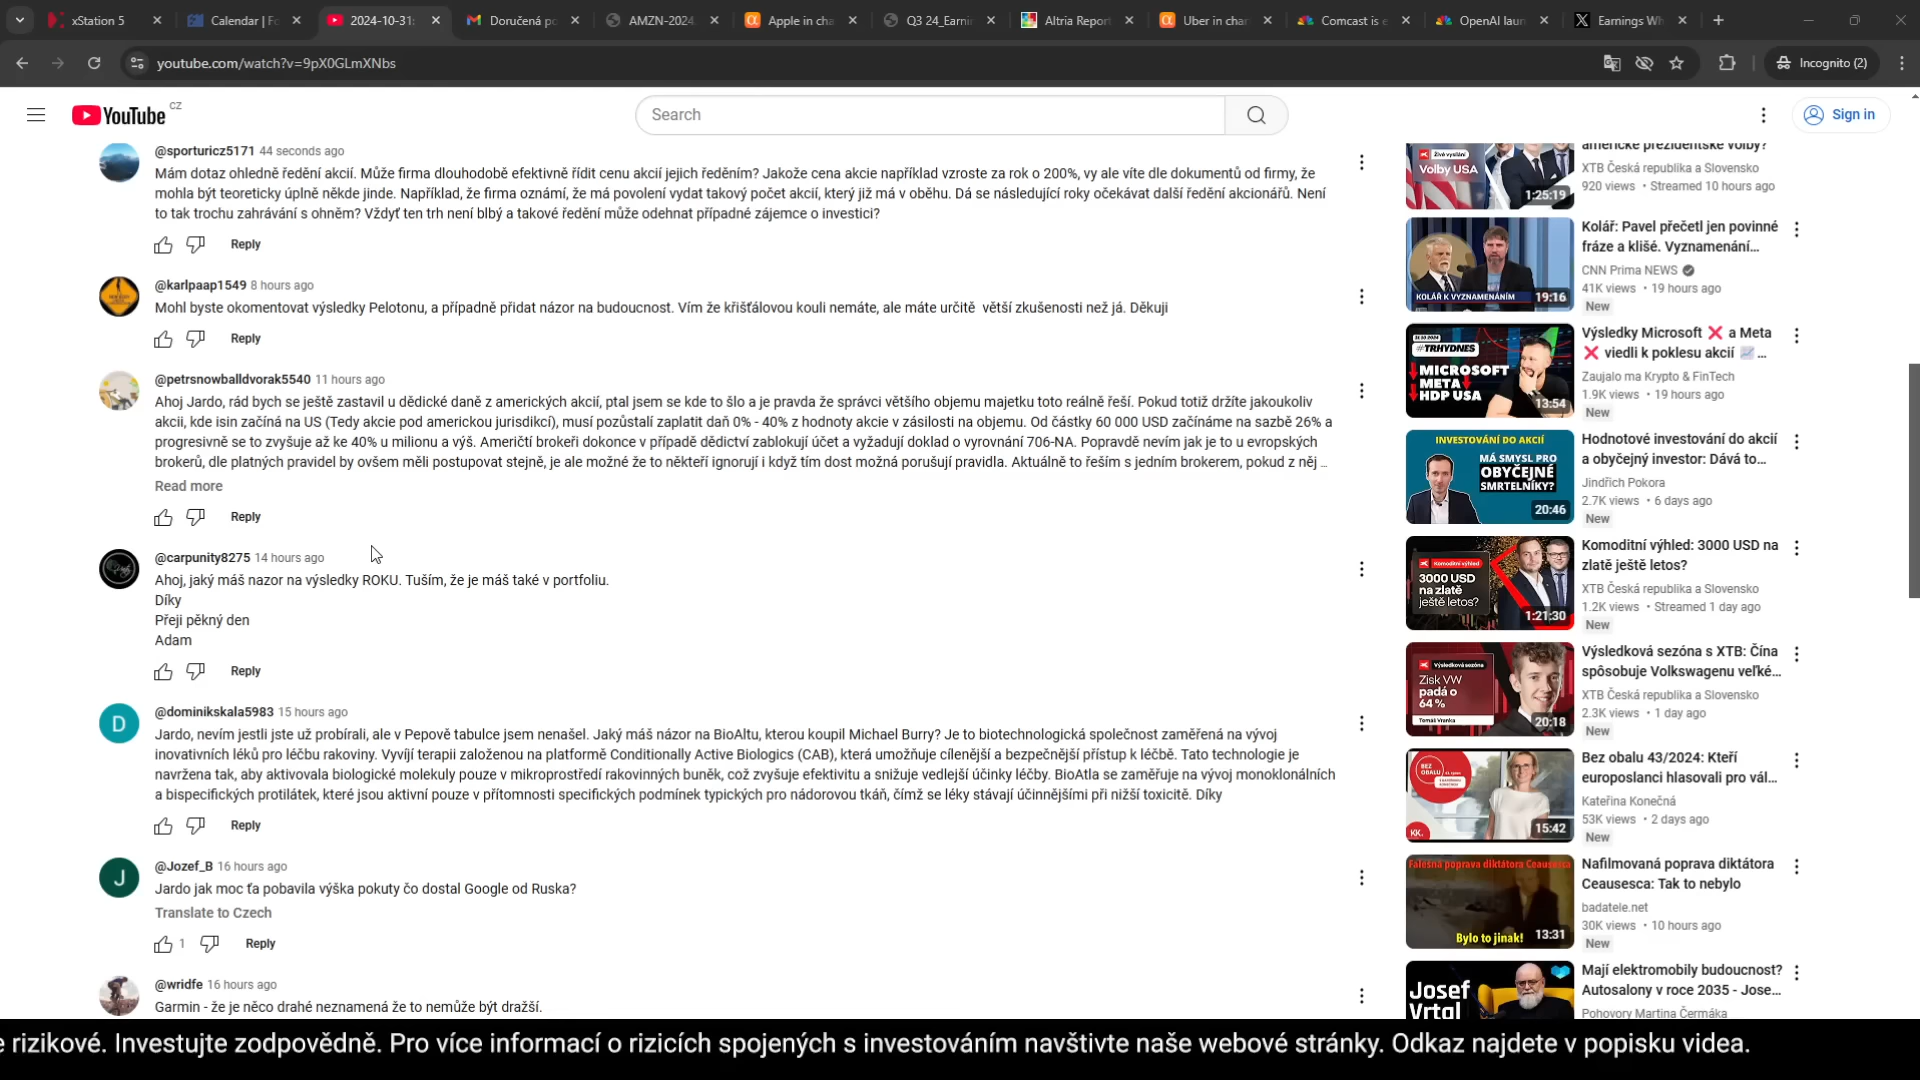 xStation 5
Calendar | Fo
2024-10-31:
Doručená po
AMZN-2024
Apple in cha
Q3 24_Earnin
Altria Report
Uber in char
Comcast is e
OpenAI laun
Earnings Wh
youtube.com/watch?v=9pX0GLmXNbs
Incognito (2)
YouTube CZ
Search
Sign in
@sporturicz5171 44 seconds ago
Mám dotaz ohledně ředění akcií. Může firma dlouhodobě efektivně řídit cenu akcií jejich ředěním? Jakože cena akcie například vzroste za rok o 200%, vy ale víte dle dokumentů od firmy, že
mohla být teoreticky úplně někde jinde. Například, že firma oznámí, že má povolení vydat takový počet akcií, který již má v oběhu. Dá se následující roky očekávat další ředění akcionářů. Není
to tak trochu zahrávání s ohněm? Vždyť ten trh není blbý a takové ředění může odehnat případné zájemce o investici?
Reply
@karlpaap1549 8 hours ago
Mohl byste okomentovat výsledky Pelotonu, a případně přidat názor na budoucnost. Vím že křišťálovou kouli nemáte, ale máte určitě  větší zkušenosti než já. Děkuji
Reply
@petrsnowballdvorak5540 11 hours ago
Ahoj Jardo, rád bych se ještě zastavil u dědické daně z amerických akcií, ptal jsem se kde to šlo a je pravda že správci většího objemu majetku toto reálně řeší. Pokud totiž držíte jakoukoliv
akcii, kde isin začíná na US (Tedy akcie pod americkou jurisdikcí), musí pozůstalí zaplatit daň 0% - 40% z hodnoty akcie v zásilosti na objemu. Od částky 60 000 USD začínáme na sazbě 26% a
progresivně se to zvyšuje až ke 40% u milionu a výš. Američtí brokeři dokonce v případě dědictví zablokují účet a vyžadují doklad o vyrovnání 706-NA. Popravdě nevím jak je to u evropských
brokerů, dle platných pravidel by ovšem měli postupovat stejně, je ale možné že to někteří ignorují i když tím dost možná porušují pravidla. Aktuálně to řeším s jedním brokerem, pokud z něj ...
Read more
Reply
@carpunity8275 14 hours ago
Ahoj, jaký máš nazor na výsledky ROKU. Tuším, že je máš také v portfoliu.
Díky
Přeji pěkný den
Adam
Reply
D
@dominikskala5983 15 hours ago
Jardo, nevím jestli jste už probírali, ale v Pepově tabulce jsem nenašel. Jaký máš názor na BioAltu, kterou koupil Michael Burry? Je to biotechnologická společnost zaměřená na vývoj
inovativních léků pro léčbu rakoviny. Vyvíjí terapii založenou na platformě Conditionally Active Biologics (CAB), která umožňuje cílenější a bezpečnější přístup k léčbě. Tato technologie je
navržena tak, aby aktivovala biologické molekuly pouze v mikroprostředí rakovinných buněk, což zvyšuje efektivitu a snižuje vedlejší účinky léčby. BioAtla se zaměřuje na vývoj monoklonálních
a bispecifických protilátek, které jsou aktivní pouze v přítomnosti specifických podmínek typických pro nádorovou tkáň, čímž se léky stávají účinnějšími při nižší toxicitě. Díky
Reply
J
@Jozef_B 16 hours ago
Jardo jak moc ťa pobavila výška pokuty čo dostal Google od Ruska?
Translate to Czech
1 Reply
@wridfe 16 hours ago
Garmin - že je něco drahé neznamená že to nemůže být dražší.
americké prezidentské volby?
Živé vysílání
Volby USA
1:25:19
XTB Česká republika a Slovensko
920 views • Streamed 10 hours ago
KOLÁŘ K VYZNAMENÁNÍM
19:16
Kolář: Pavel přečetl jen povinné
fráze a klišé. Vyznamenání...
CNN Prima NEWS
41K views • 19 hours ago
New
31.10 2024
#TRHYDNES
MICROSOFT
META
HDP USA
13:54
Výsledky Microsoft ❌ a Meta
❌ viedli k poklesu akcií 📈 ...
Zaujalo ma Krypto & FinTech
1.9K views • 19 hours ago
New
INVESTOVÁNÍ DO AKCIÍ
MÁ SMYSL PRO
OBYČEJNÉ
SMRTELNÍKY?
20:46
Hodnotové investování do akcií
a obyčejný investor: Dává to...
Jindřich Pokora
2.7K views • 6 days ago
New
Komoditní výhled
3000 USD
na zlatě
ještě letos?
1:21:30
Komoditní výhled: 3000 USD na
zlatě ještě letos?
XTB Česká republika a Slovensko
1.2K views • Streamed 1 day ago
New
Výsledková sezóna
Zisk VW
padá o
64 %
Tomáš Vranka
20:18
Výsledková sezóna s XTB: Čína
spôsobuje Volkswagenu veľké...
XTB Česká republika a Slovensko
2.3K views • 1 day ago
New
BEZ
OBALU
KK.
15:42
Bez obalu 43/2024: Kteří
europoslanci hlasovali pro vál...
Kateřina Konečná
53K views • 2 days ago
New
Falešná poprava diktátora Ceausesca
Bylo to jinak!
13:31
Nafilmovaná poprava diktátora
Ceausesca: Tak to nebylo
badatele.net
30K views • 10 hours ago
New
Josef
Vrtal
Mají elektromobily budoucnost?
Autosalony v roce 2035 - Jose...
Pohovory Martina Čermáka
e rizikové. Investujte zodpovědně. Pro více informací o rizicích spojených s investováním navštivte naše webové stránky. Odkaz najdete v popisku videa.